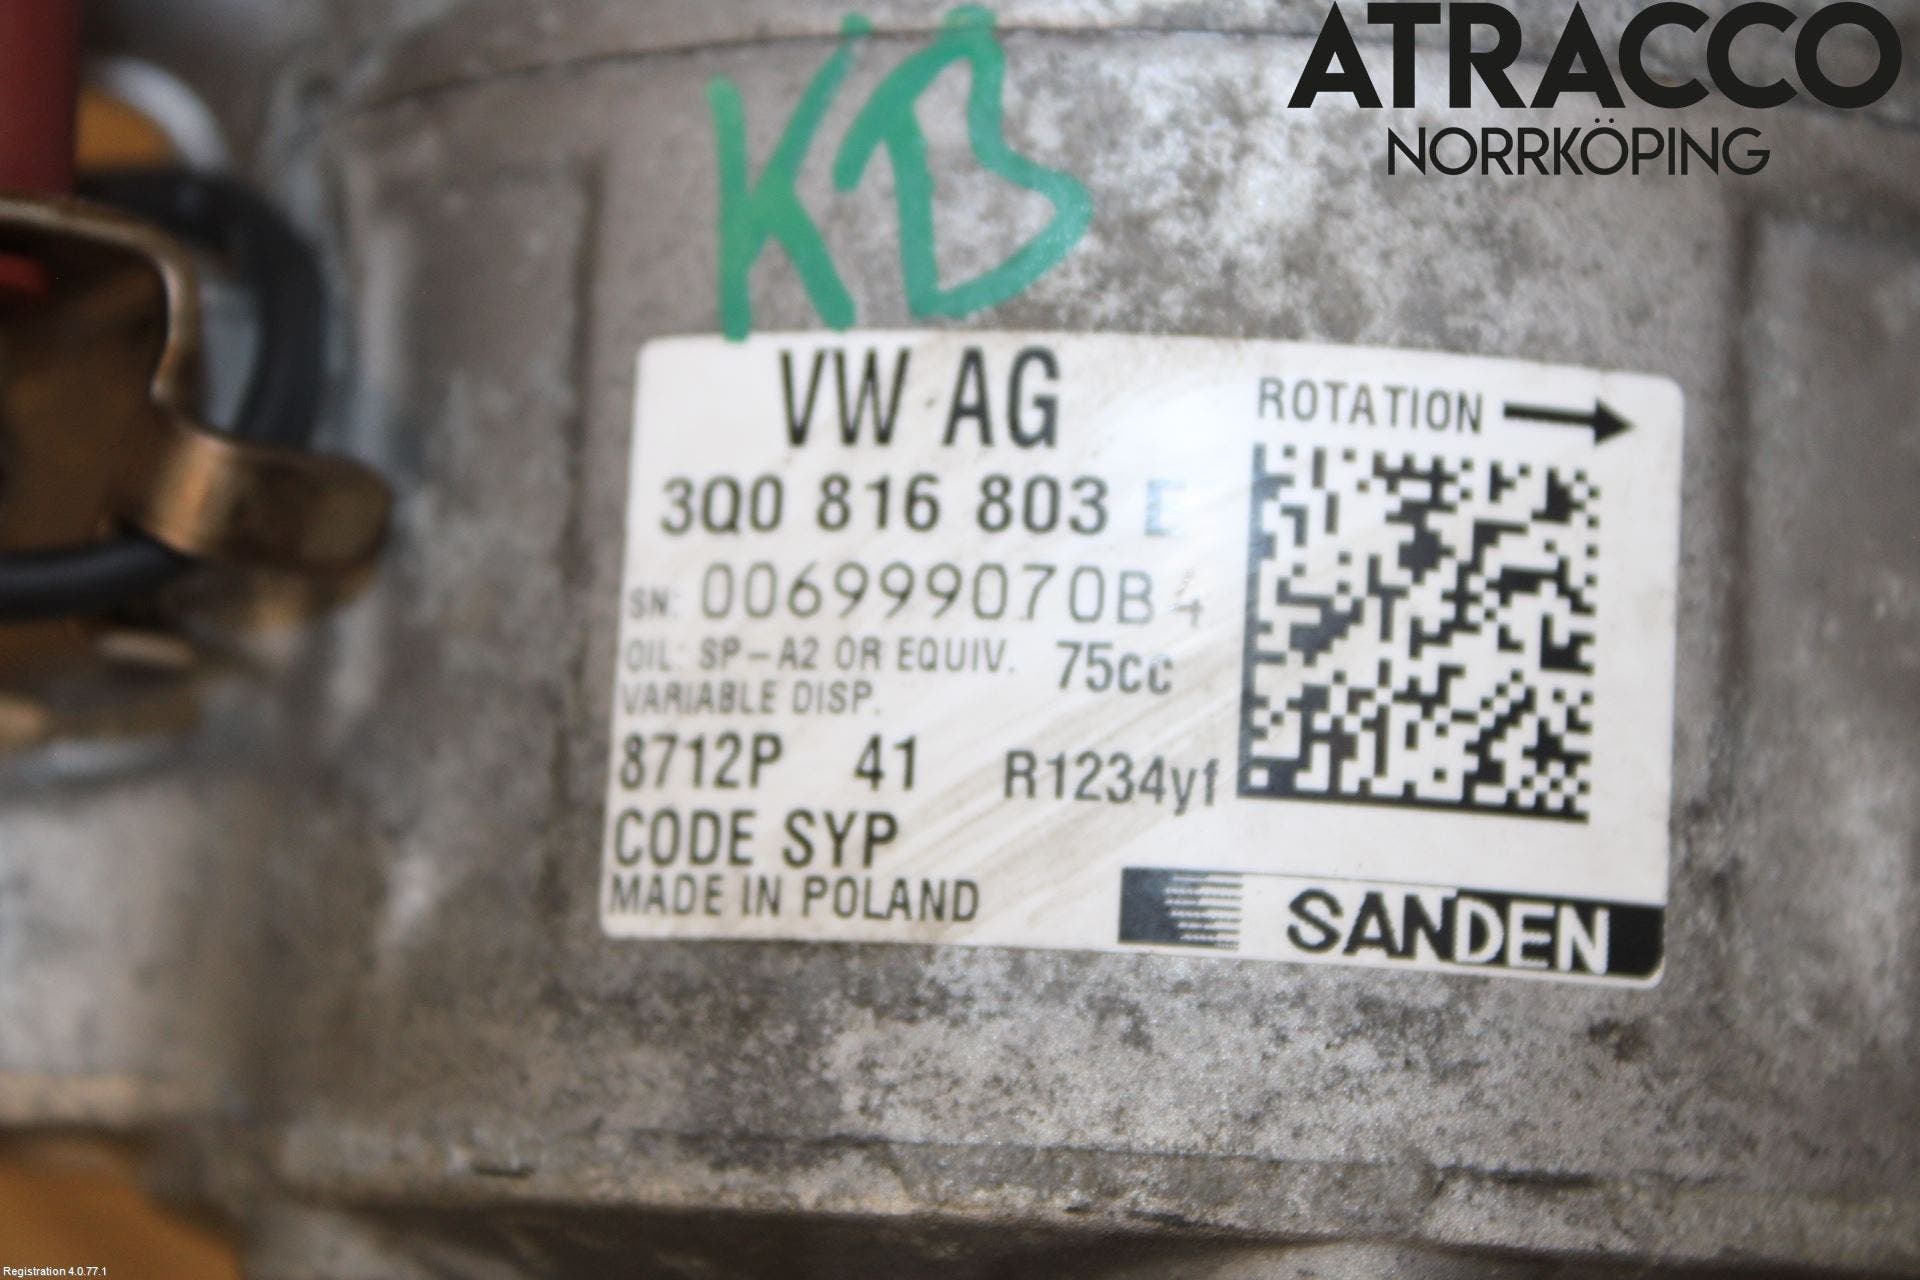 ATRACCO
NORRKÖPING
KB
VW AG
ROTATION
3Q0 816 803 E
SN: 006999070B4
OIL: SP-A2 OR EQUIV. 75cc
VARIABLE DISP.
8712P 41 R1234yf
CODE SYP
MADE IN POLAND
SANDEN
Registration 4.0.77.1